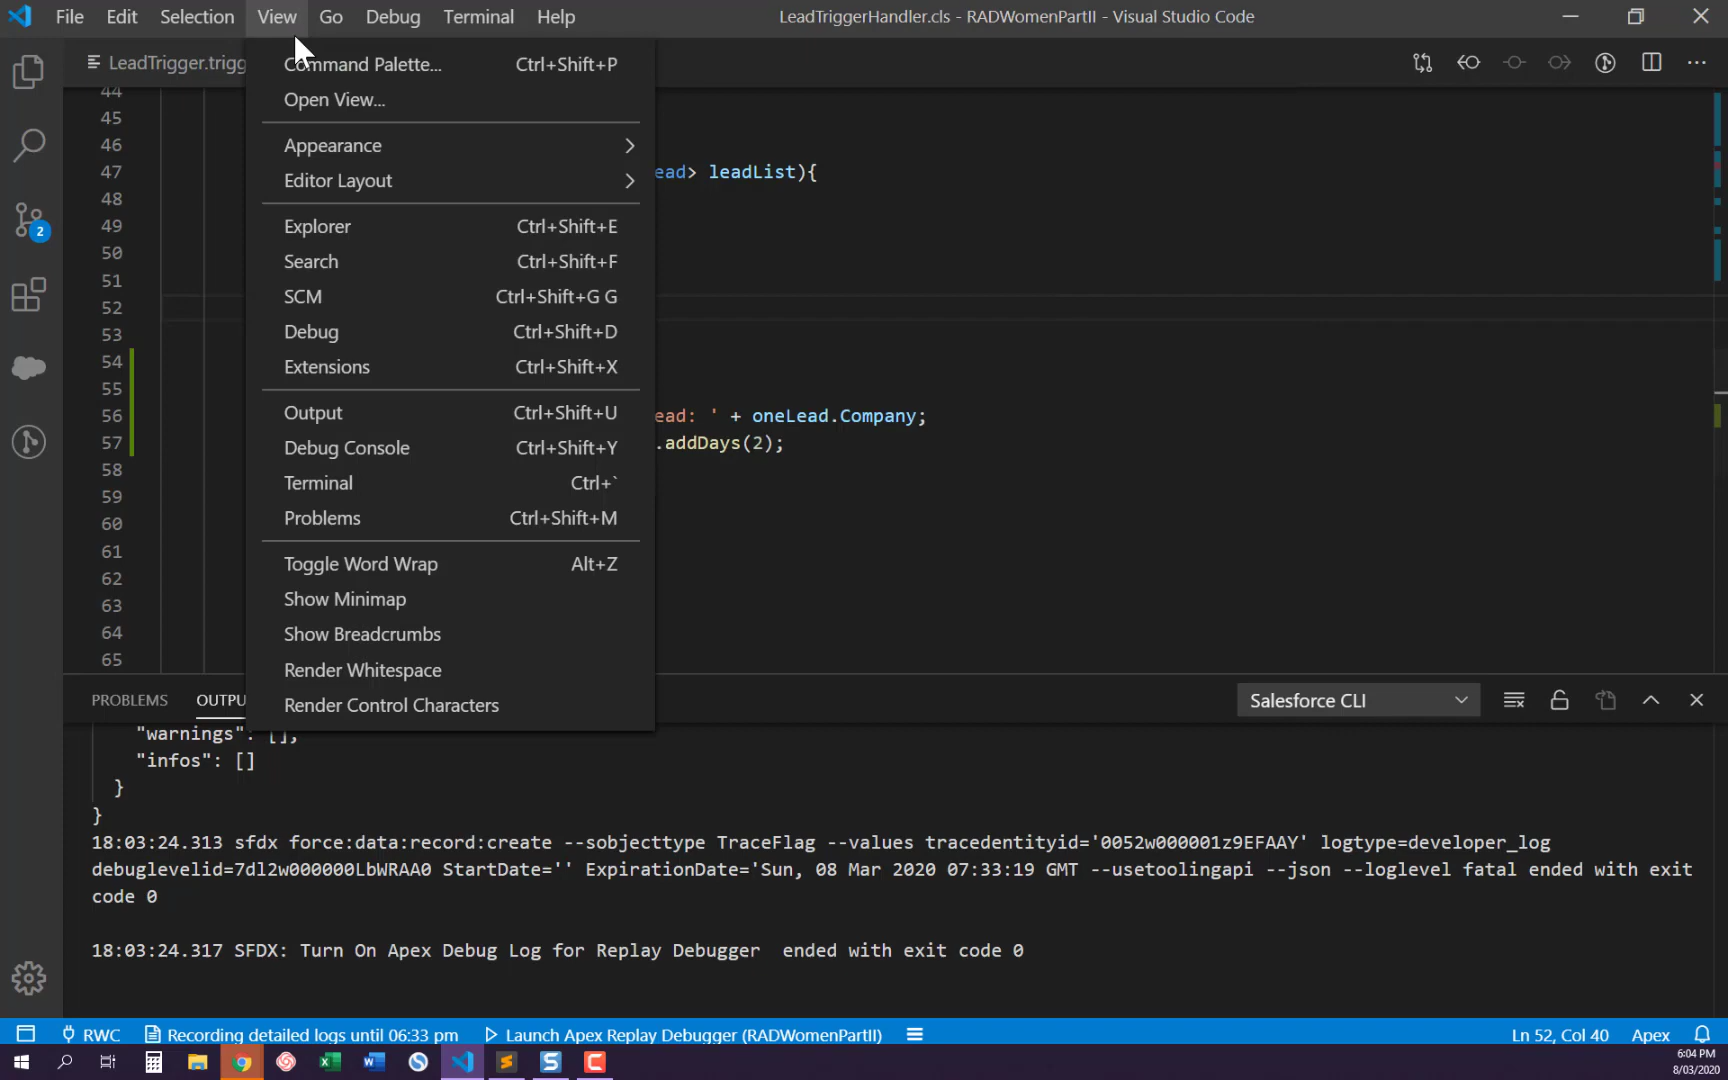 File Edit Selection View Go Debug Terminal Help LeadTriggerHandler.cls - RADWomenPartII - Visual Studio Code
LeadTrigger.trigg
Command Palette... Ctrl+Shift+P
Open View...
Appearance
Editor Layout
Explorer Ctrl+Shift+E
Search Ctrl+Shift+F
SCM Ctrl+Shift+G G
Debug Ctrl+Shift+D
Extensions Ctrl+Shift+X
Output Ctrl+Shift+U
Debug Console Ctrl+Shift+Y
Terminal Ctrl+`
Problems Ctrl+Shift+M
Toggle Word Wrap Alt+Z
Show Minimap
Show Breadcrumbs
Render Whitespace
Render Control Characters
44
45
46
47 ead> leadList){
48
49
50
51
52
53
54
55
56 ead: ' + oneLead.Company;
57 .addDays(2);
58
59
60
61
62
63
64
65
2
PROBLEMS OUTPU Salesforce CLI
"warnings": [],
"infos": []
}
}
18:03:24.313 sfdx force:data:record:create --sobjecttype TraceFlag --values tracedentityid='0052w000001z9EFAAY' logtype=developer_log
debuglevelid=7dl2w000000LbWRAA0 StartDate='' ExpirationDate='Sun, 08 Mar 2020 07:33:19 GMT --usetoolingapi --json --loglevel fatal ended with exit
code 0
18:03:24.317 SFDX: Turn On Apex Debug Log for Replay Debugger ended with exit code 0
RWC Recording detailed logs until 06:33 pm Launch Apex Replay Debugger (RADWomenPartII) Ln 52, Col 40 Apex
6:04 PM
8/03/2020